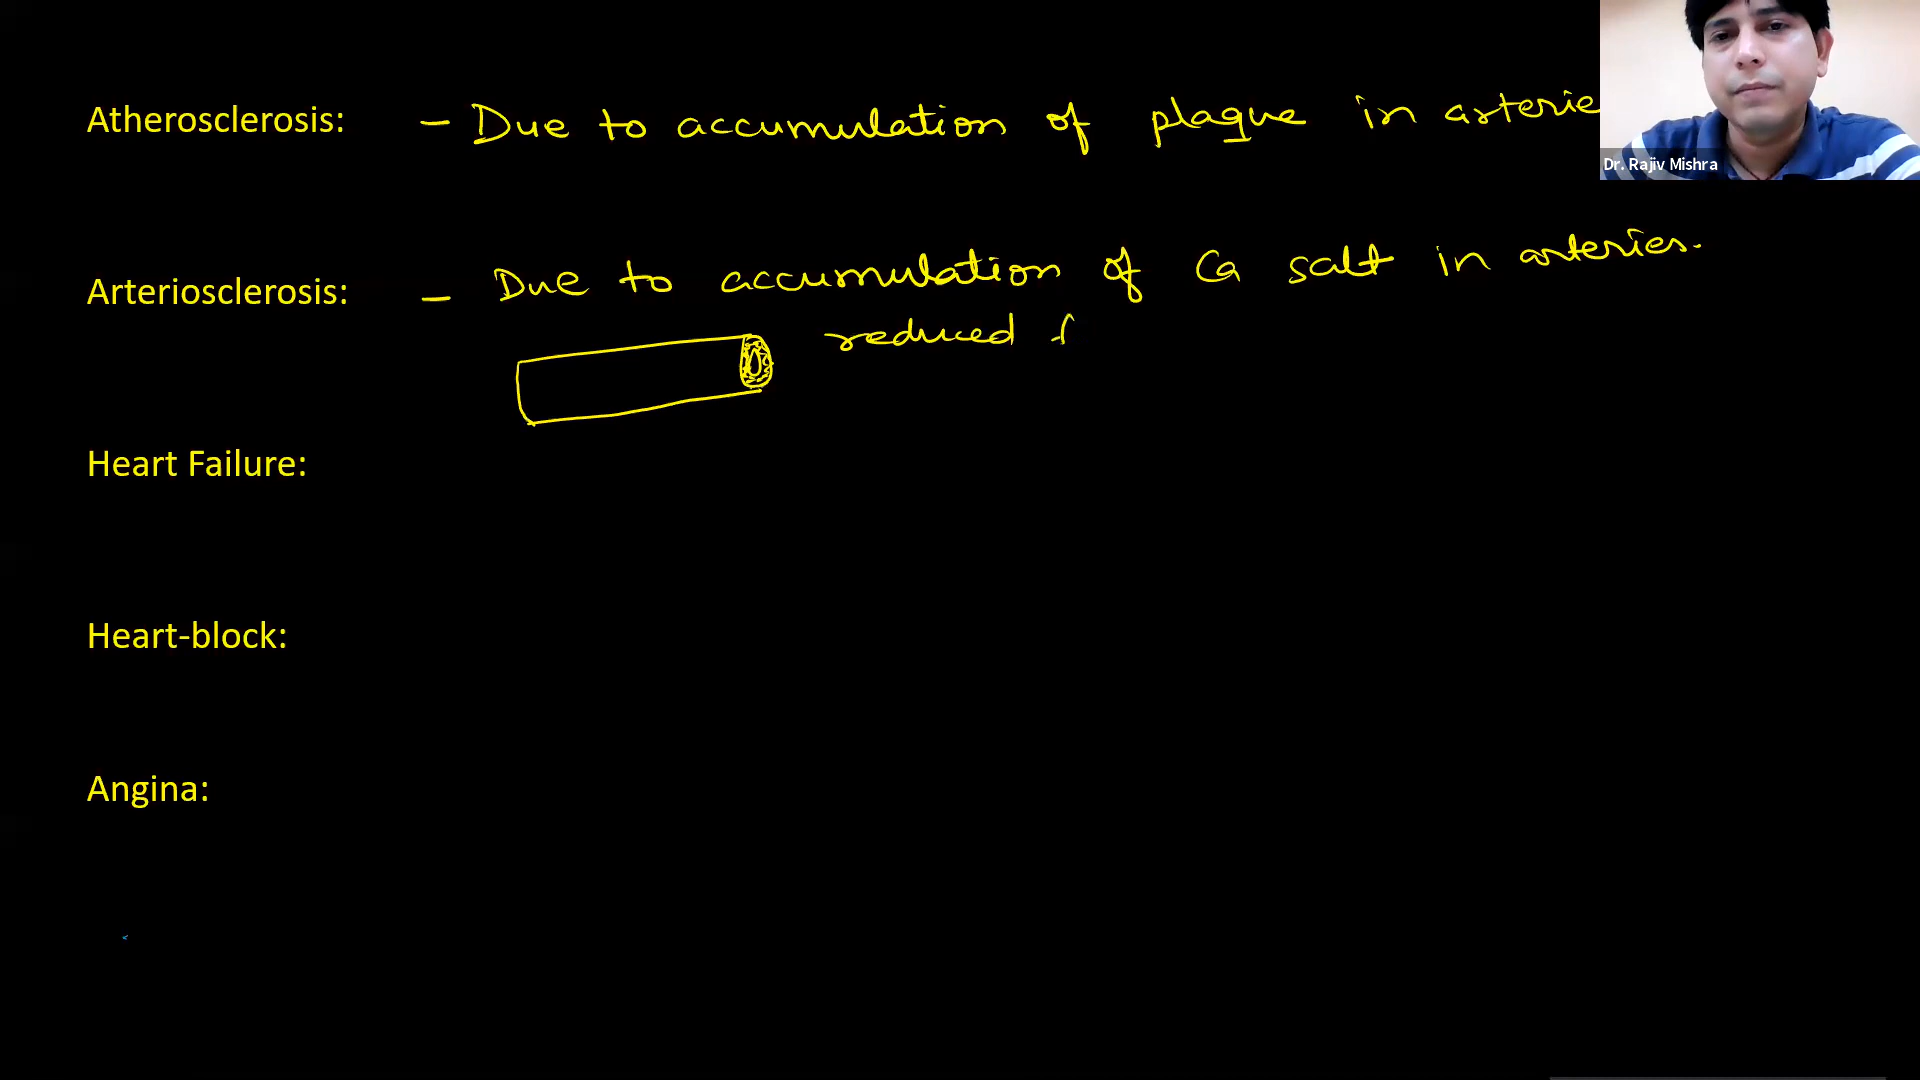 Atherosclerosis: – Due to accumulation of plaque in arterie
Dr. Rajiv Mishra
Arteriosclerosis: – Due to accumulation of Ca salt in arteries.
reduced
Heart Failure:
Heart-block:
Angina: